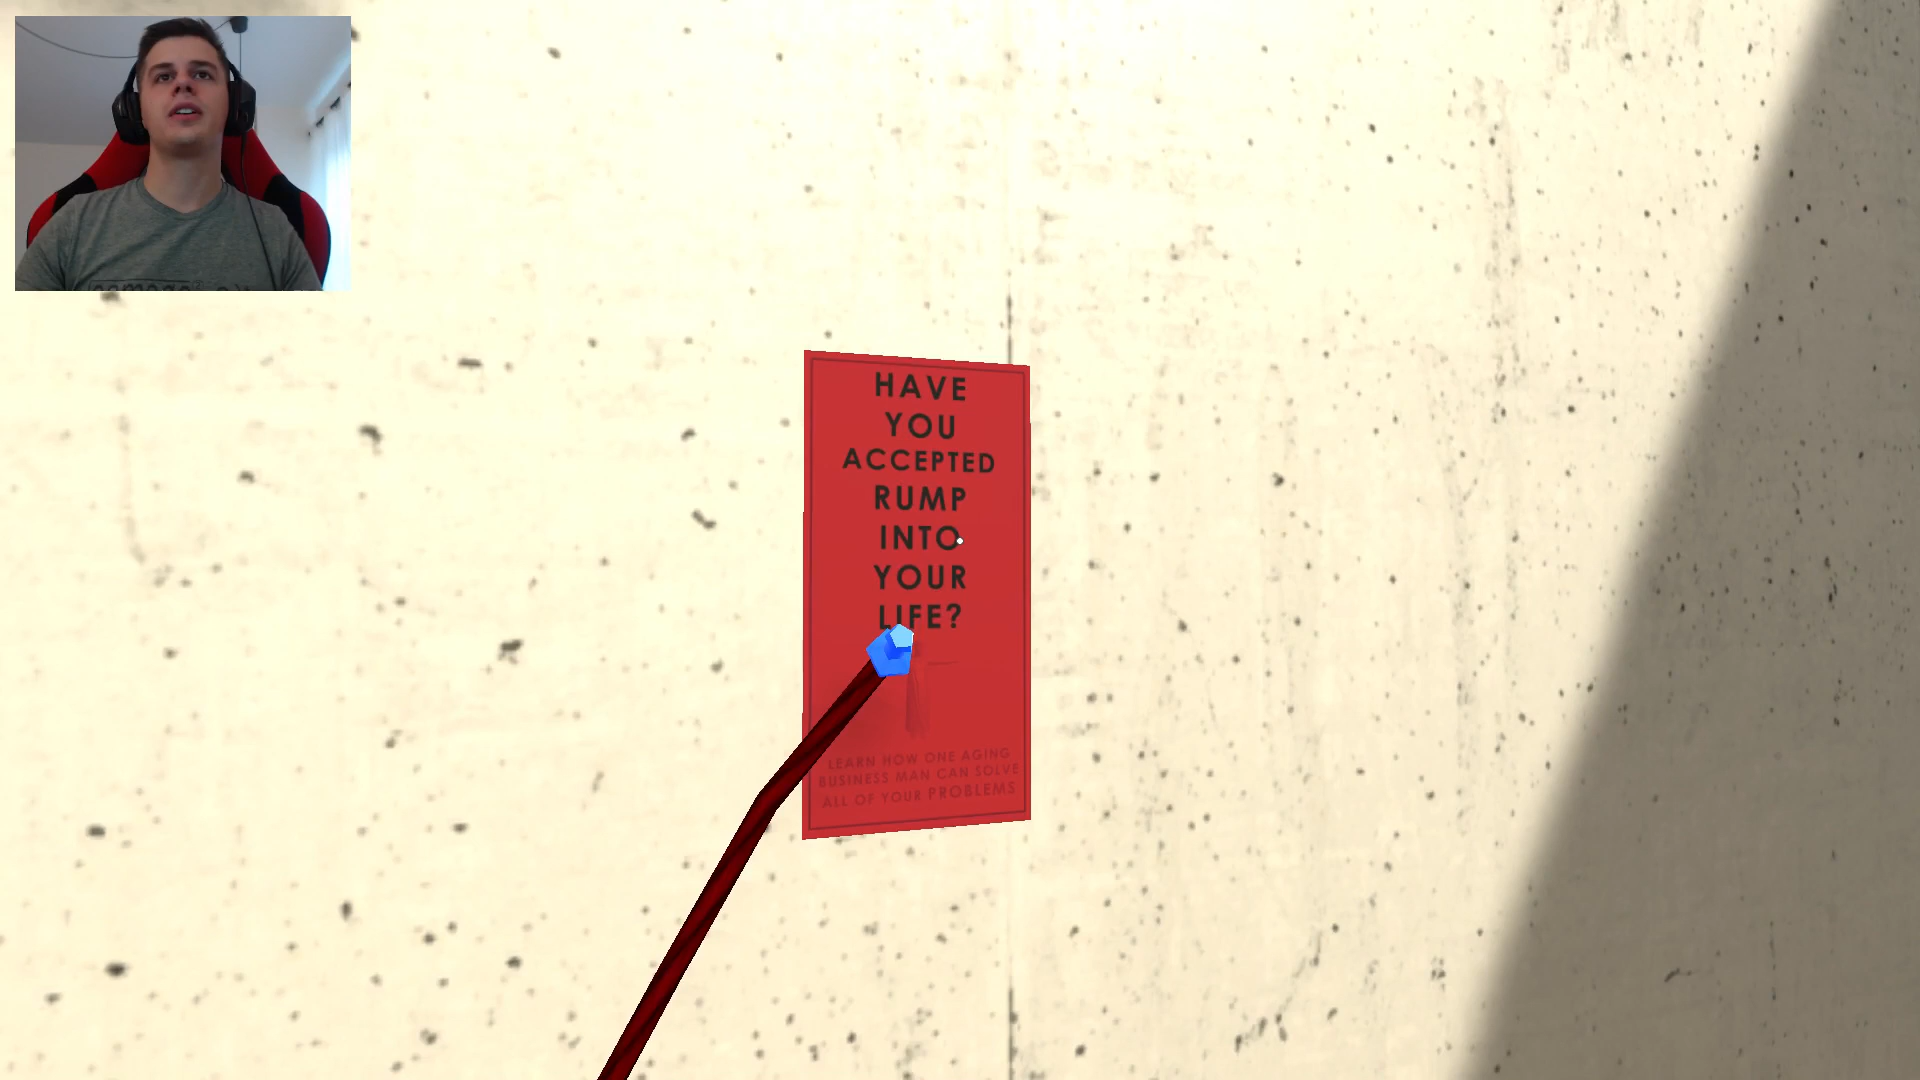 HAVE
YOU
ACCEPTED
RUMP
INTO
YOUR
LIFE?
LEARN HOW ONE AGING
BUSINESS MAN CAN SOLVE
ALL OF YOUR PROBLEMS